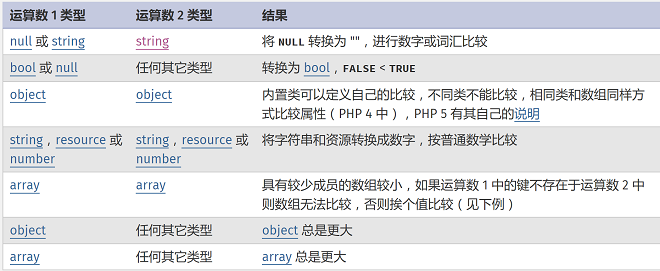 运算数 1 类型 运算数 2 类型 结果
null 或 string string 将 NULL 转换为 ""，进行数字或词汇比较
bool 或 null 任何其它类型 转换为 bool，FALSE < TRUE
object object 内置类可以定义自己的比较，不同类不能比较，相同类和数组同样方
式比较属性（PHP 4 中），PHP 5 有其自己的说明
string，resource 或 string，resource 或 将字符串和资源转换成数字，按普通数学比较
number number
array array 具有较少成员的数组较小，如果运算数 1 中的键不存在于运算数 2 中
则数组无法比较，否则挨个值比较（见下例）
object 任何其它类型 object 总是更大
array 任何其它类型 array 总是更大